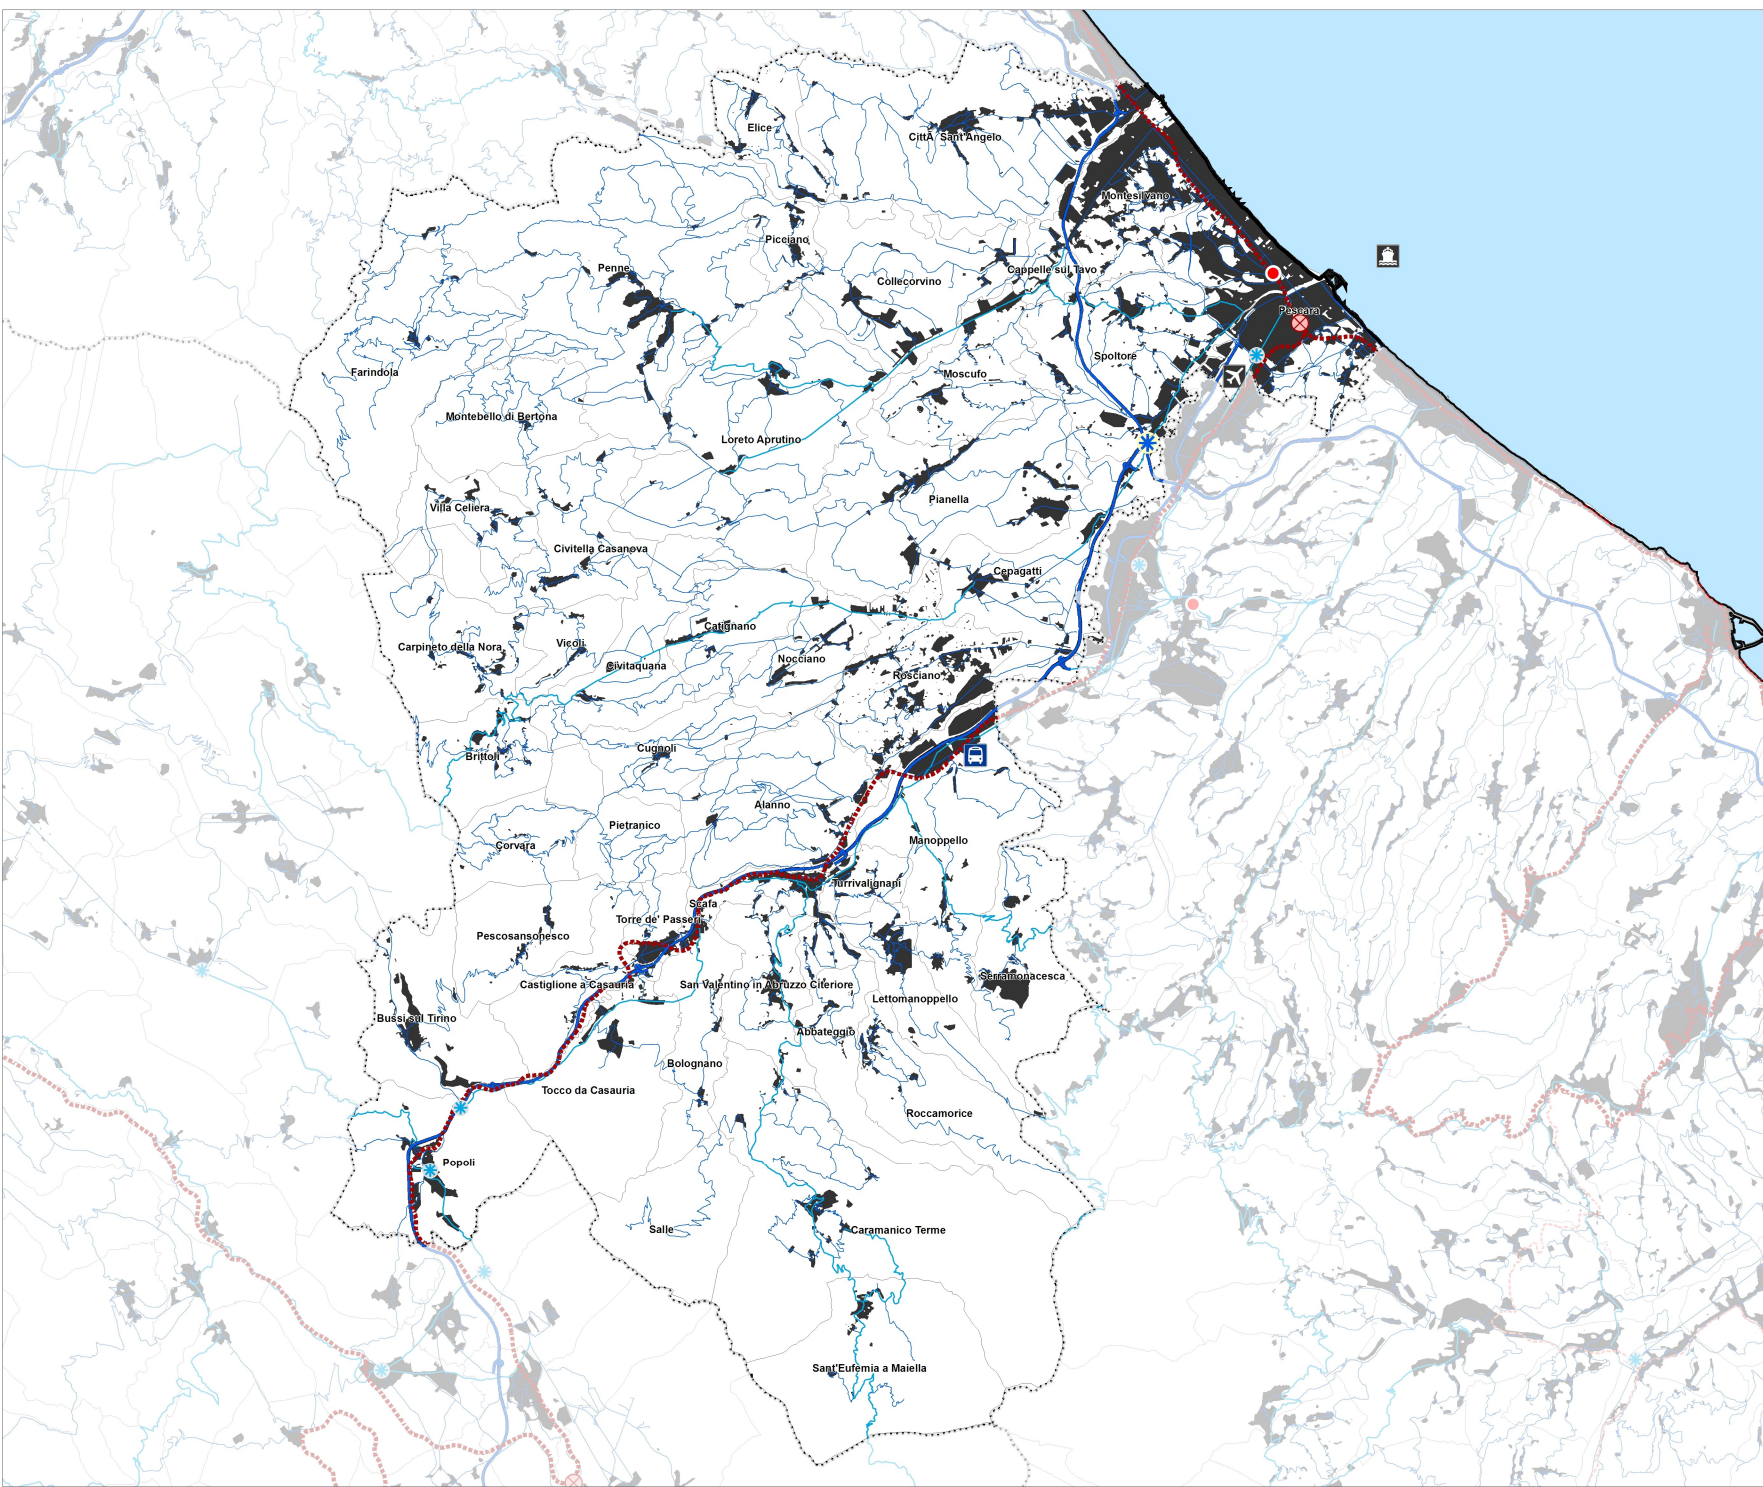 Elice
CittÃ  Sant'Angelo
Montesilvano
Picciano
Penne
Cappelle sul Tavo
Collecorvino
Pescara
Spoltore
Farindola
Moscufo
Montebello di Bertona
Loreto Aprutino
Pianella
Villa Celiera
Civitella Casanova
Cepagatti
Catignano
Carpineto della Nora
Vicoli
Civitaquana
Nocciano
Rosciano
Brittoli
Cugnoli
Alanno
Pietranico
Corvara
Manoppello
Turrivalignani
Scafa
Torre de' Passeri
Pescosansonesco
Serramonacesca
Castiglione a Casauria
San Valentino in Abruzzo Citeriore
Lettomanoppello
Bussi sul Tirino
Abbateggio
Bolognano
Tocco da Casauria
Roccamorice
Popoli
Salle
Caramanico Terme
Sant'Eufemia a Maiella